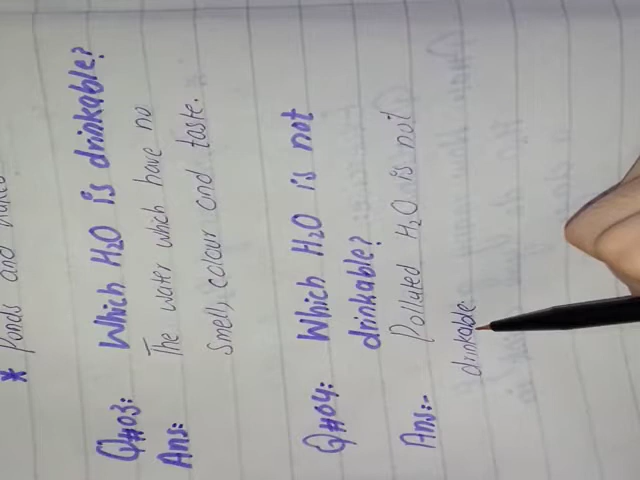 * Ponds and
Q#03: Which H2O is drinkable?
Ans: The water which have no
Smell, colour and taste.
Q#04: Which H2O is not
drinkable?
Ans:- Polluted H2O is not
drinkable